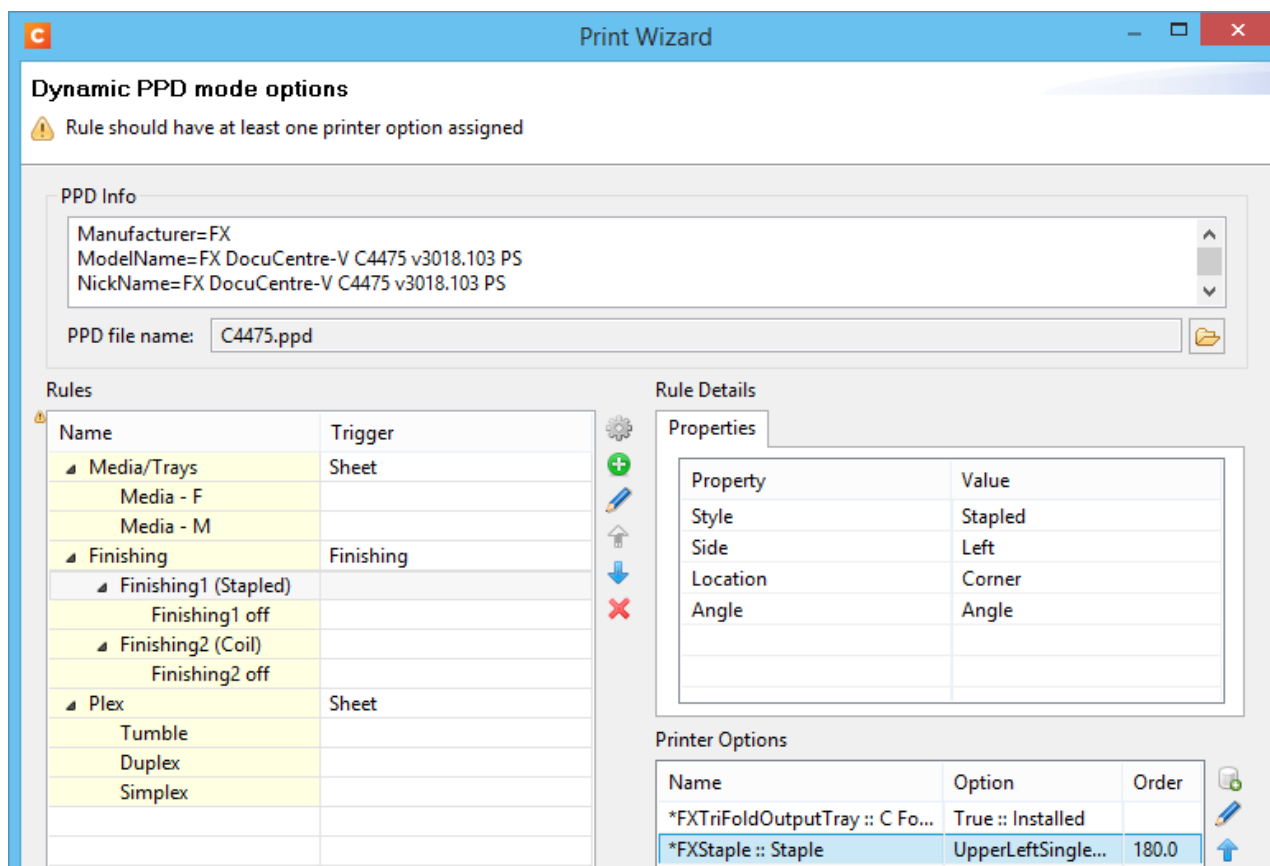 C
Print Wizard
Dynamic PPD mode options
Rule should have at least one printer option assigned
PPD Info
Manufacturer=FX
ModelName=FX DocuCentre-V C4475 v3018.103 PS
NickName=FX DocuCentre-V C4475 v3018.103 PS
PPD file name: C4475.ppd
Rules
Name Trigger
Media/Trays Sheet
Media - F
Media - M
Finishing Finishing
Finishing1 (Stapled)
Finishing1 off
Finishing2 (Coil)
Finishing2 off
Plex Sheet
Tumble
Duplex
Simplex
Rule Details
Properties
Property Value
Style Stapled
Side Left
Location Corner
Angle Angle
Printer Options
Name Option Order
*FXTriFoldOutputTray :: C Fo... True :: Installed
*FXStaple :: Staple UpperLeftSingle... 180.0